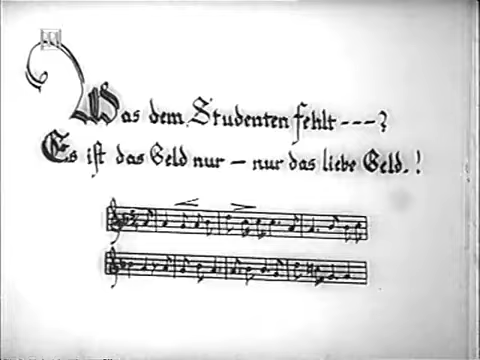 Was dem Studenten fehlt ---?
Es ist das Geld nur – nur das liebe Geld.!